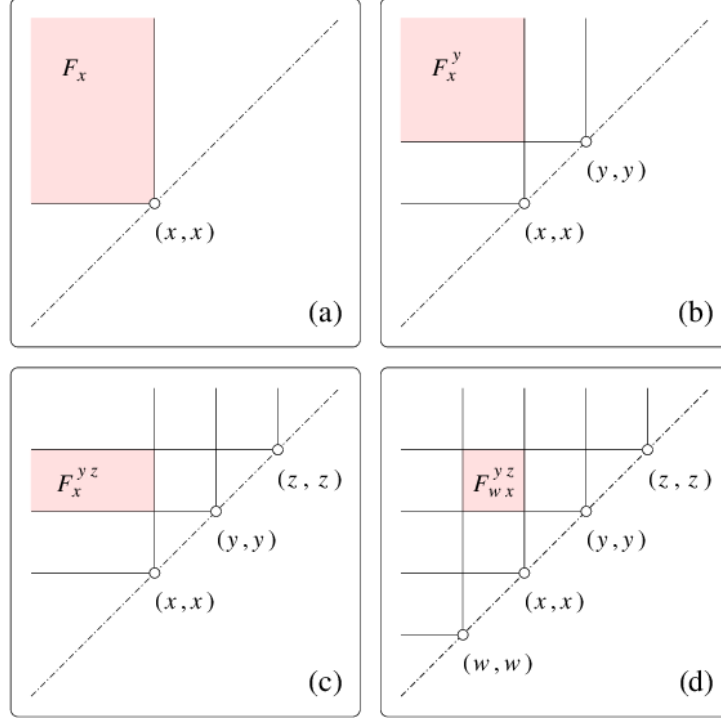 F_x
(x, x)
(a)
F_x^y
(y, y)
(x, x)
(b)
F_x^{y z}
(z, z)
(y, y)
(x, x)
(c)
F_{w x}^{y z}
(z, z)
(y, y)
(x, x)
(w, w)
(d)